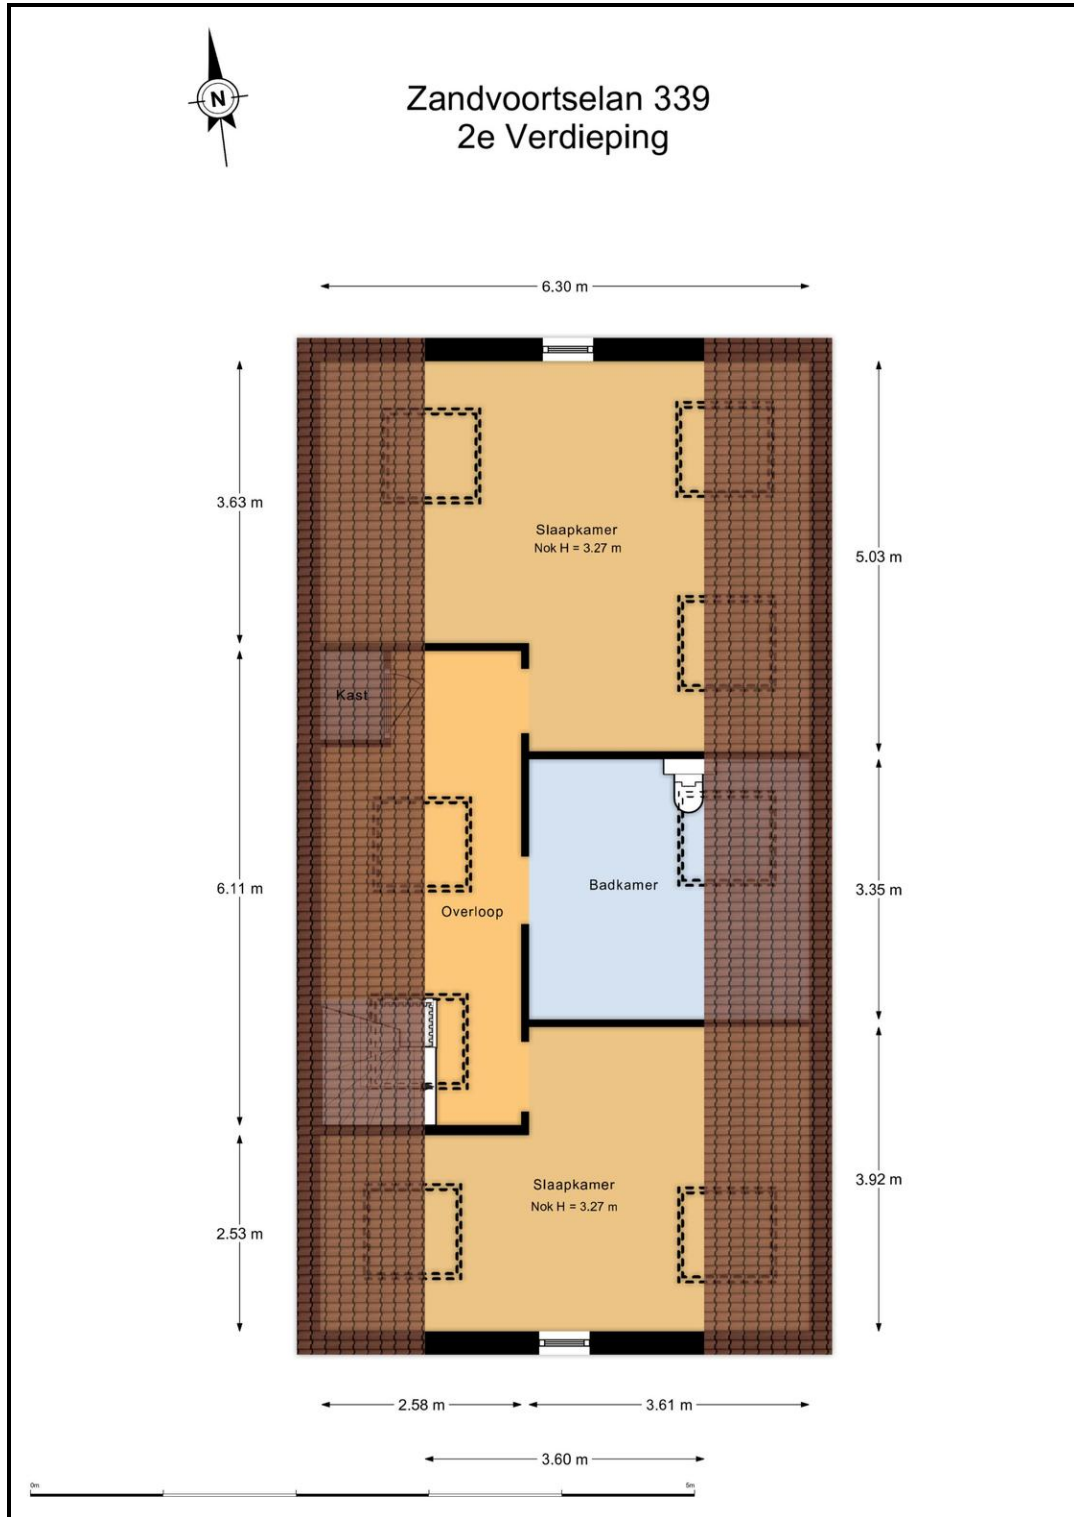 N
Zandvoortselan 339
2e Verdieping
6.30 m
3.63 m
Slaapkamer
Nok H = 3.27 m
5.03 m
Kast
6.11 m
Badkamer
3.35 m
Overloop
Slaapkamer
Nok H = 3.27 m
3.92 m
2.53 m
2.58 m
3.61 m
3.60 m
0m
5m